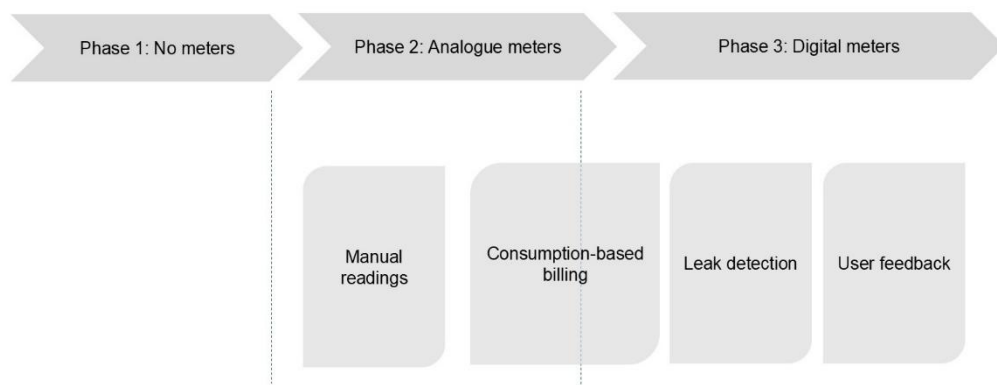 Phase 1: No meters
Phase 2: Analogue meters
Phase 3: Digital meters
Manual
readings
Consumption-based
billing
Leak detection
User feedback